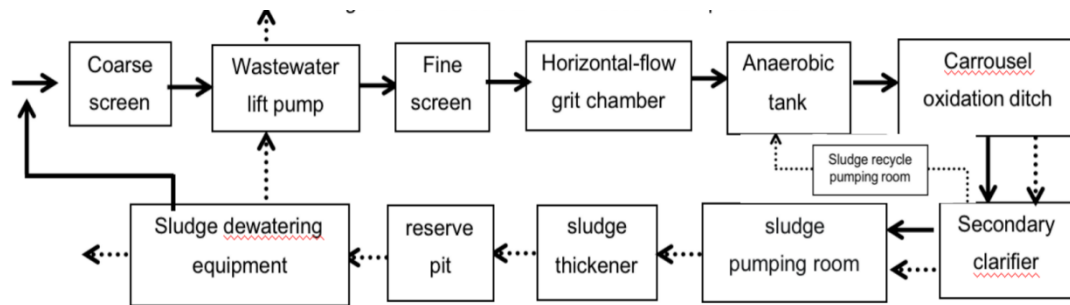 Coarse
screen
Wastewater
lift pump
Fine
screen
Horizontal-flow
grit chamber
Anaerobic
tank
Carrousel
oxidation ditch
Sludge recycle
pumping room
Sludge dewatering
equipment
reserve
pit
sludge
thickener
sludge
pumping room
Secondary
clarifier